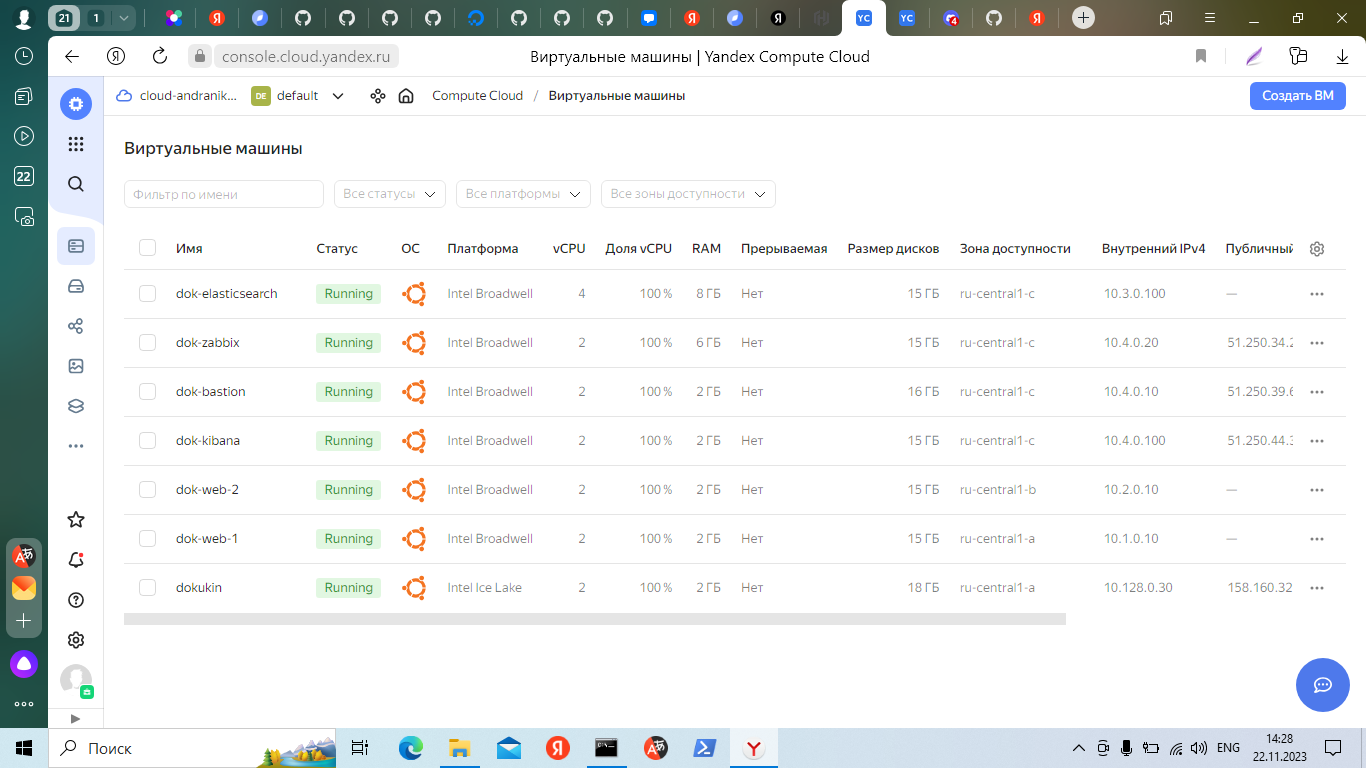 21 1
22
console.cloud.yandex.ru
Виртуальные машины | Yandex Compute Cloud
cloud-andranik... DE default Compute Cloud / Виртуальные машины Создать ВМ
Виртуальные машины
Фильтр по имени Все статусы Все платформы Все зоны доступности
Имя Статус ОС Платформа vCPU Доля vCPU RAM Прерываемая Размер дисков Зона доступности Внутренний IPv4 Публичный
dok-elasticsearch Running Intel Broadwell 4 100 % 8 ГБ Нет 15 ГБ ru-central1-c 10.3.0.100 —
dok-zabbix Running Intel Broadwell 2 100 % 6 ГБ Нет 15 ГБ ru-central1-c 10.4.0.20 51.250.34.2
dok-bastion Running Intel Broadwell 2 100 % 2 ГБ Нет 16 ГБ ru-central1-c 10.4.0.10 51.250.39.6
dok-kibana Running Intel Broadwell 2 100 % 2 ГБ Нет 15 ГБ ru-central1-c 10.4.0.100 51.250.44.3
dok-web-2 Running Intel Broadwell 2 100 % 2 ГБ Нет 15 ГБ ru-central1-b 10.2.0.10 —
dok-web-1 Running Intel Broadwell 2 100 % 2 ГБ Нет 15 ГБ ru-central1-a 10.1.0.10 —
dokukin Running Intel Ice Lake 2 100 % 2 ГБ Нет 18 ГБ ru-central1-a 10.128.0.30 158.160.32
Поиск
ENG
14:28
22.11.2023